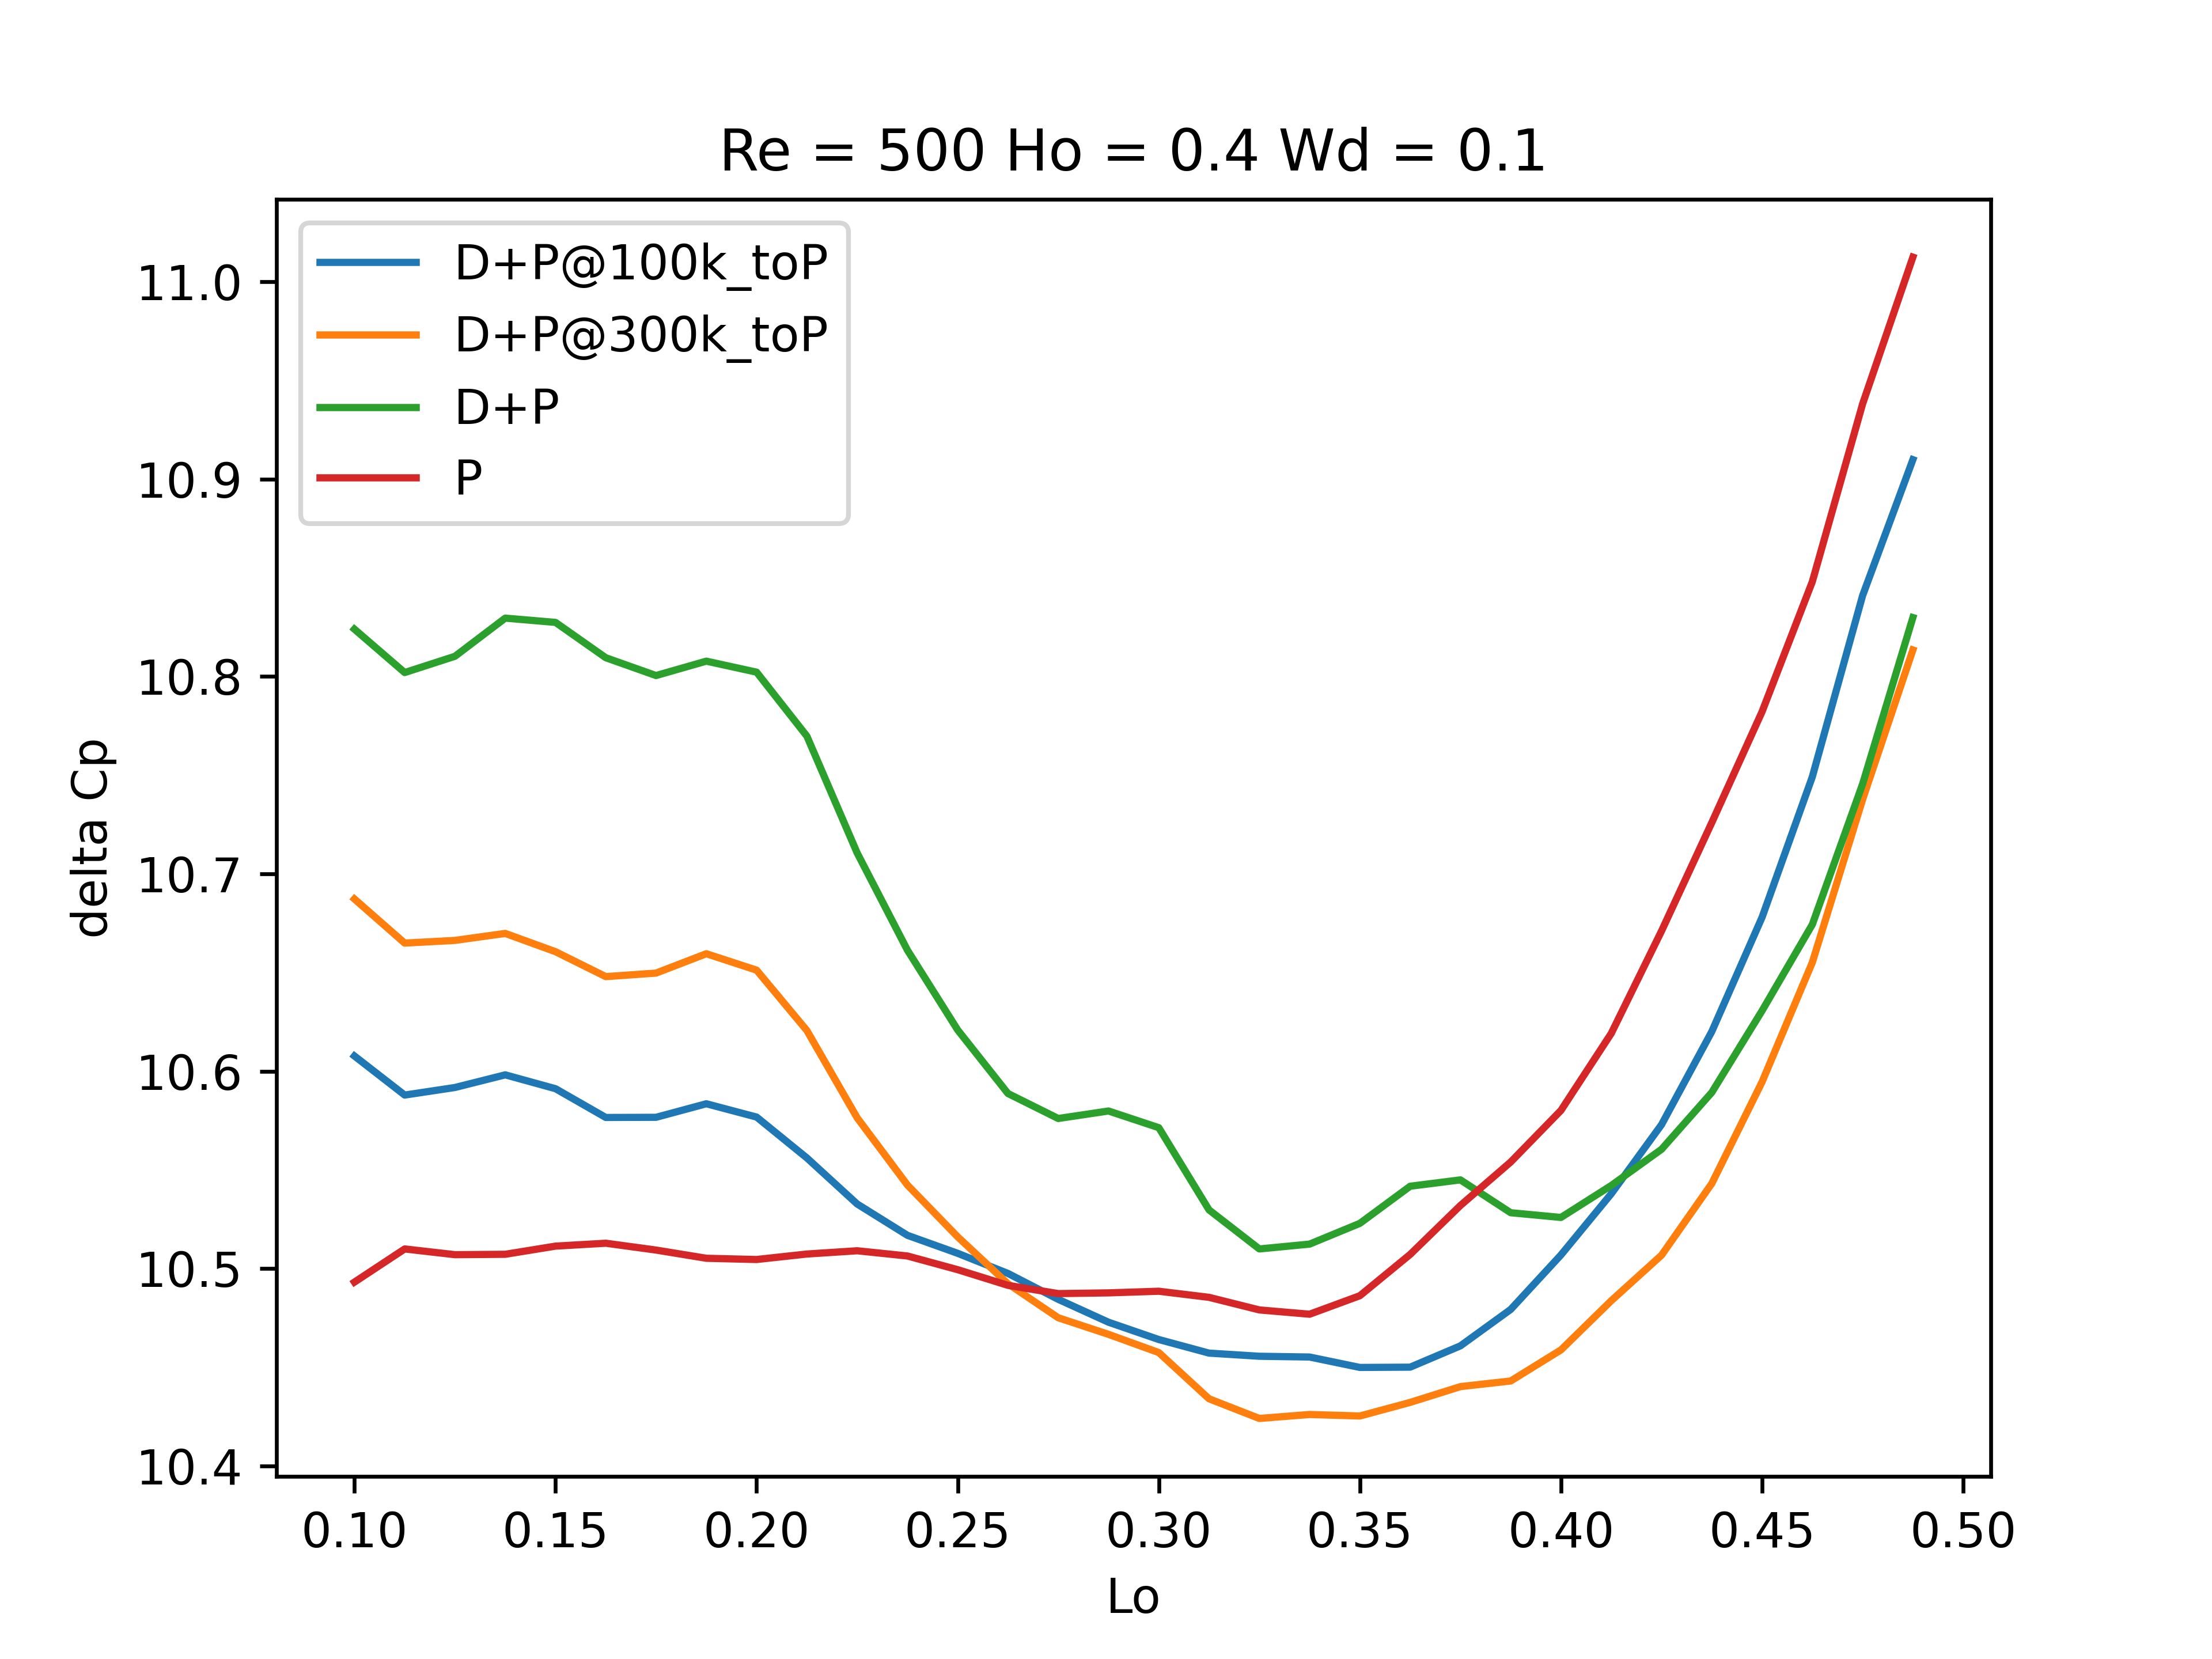 Re = 500 Ho = 0.4 Wd = 0.1
D+P@100k_toP
D+P@300k_toP
D+P
P
11.0
10.9
10.8
10.7
10.6
10.5
10.4
delta Cp
0.10 0.15 0.20 0.25 0.30 0.35 0.40 0.45 0.50
Lo